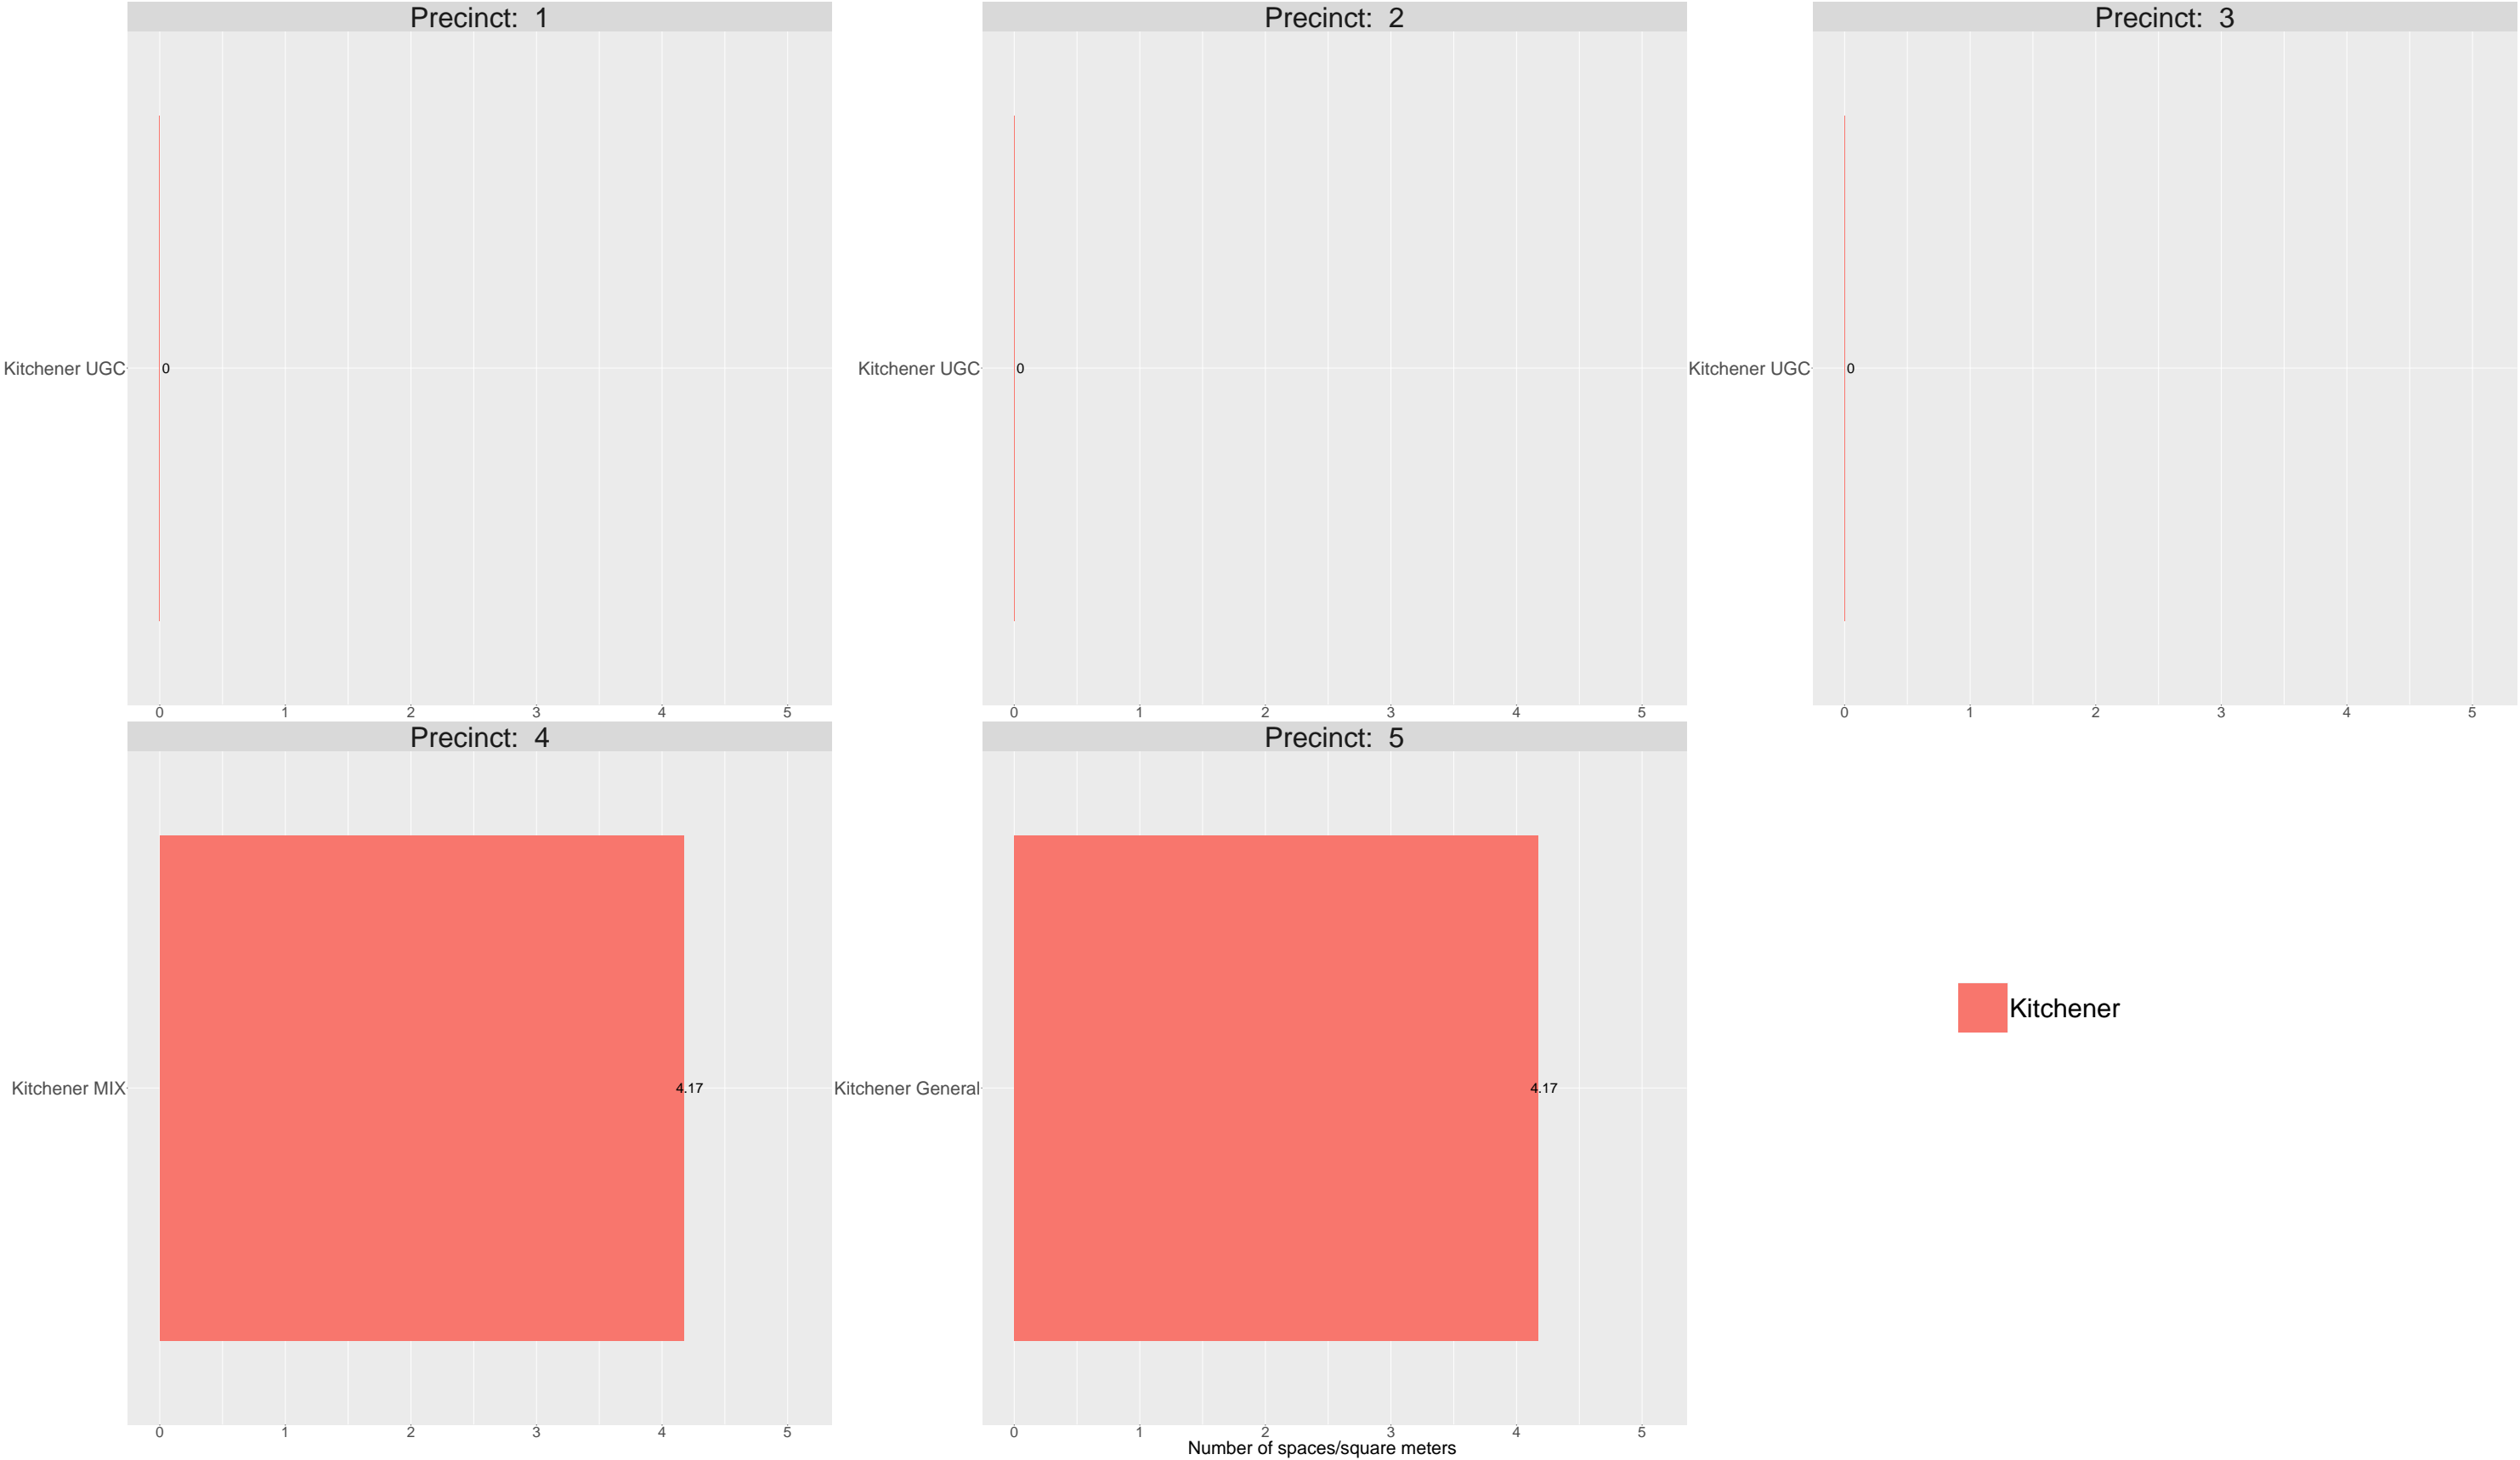 Precinct:  1
Precinct:  2
Precinct:  3
Kitchener UGC
0
Kitchener UGC
0
Kitchener UGC
0
0 1 2 3 4 5
0 1 2 3 4 5
0 1 2 3 4 5
Precinct:  4
Precinct:  5
Kitchener
Kitchener MIX
4.17
Kitchener General
4.17
0 1 2 3 4 5
0 1 2 3 4 5
Number of spaces/square meters